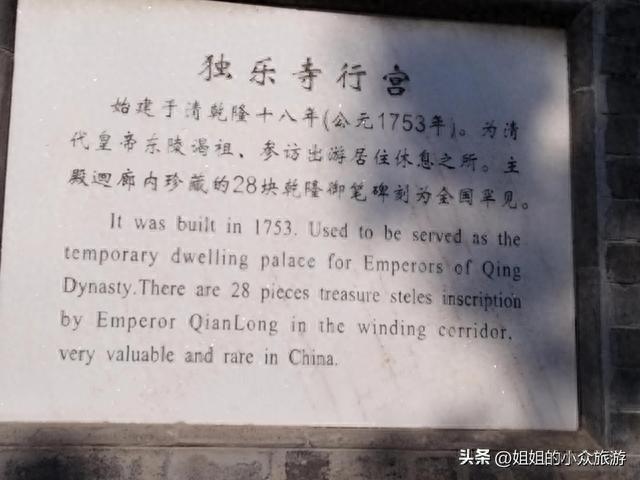 独乐寺行宫
始建于清乾隆十八年(公元1753年)。为清
代皇帝东陵谒祖、参访出游居住休息之所。主
殿迴廊内珍藏的28块乾隆御笔碑刻为全国罕见。
It was built in 1753. Used to be served as the
temporary dwelling palace for Emperors of Qing
Dynasty.There are 28 pieces treasure steles inscription
by Emperor QianLong in the winding corridor,
very valuable and rare in China.
头条 @姐姐的小众旅游